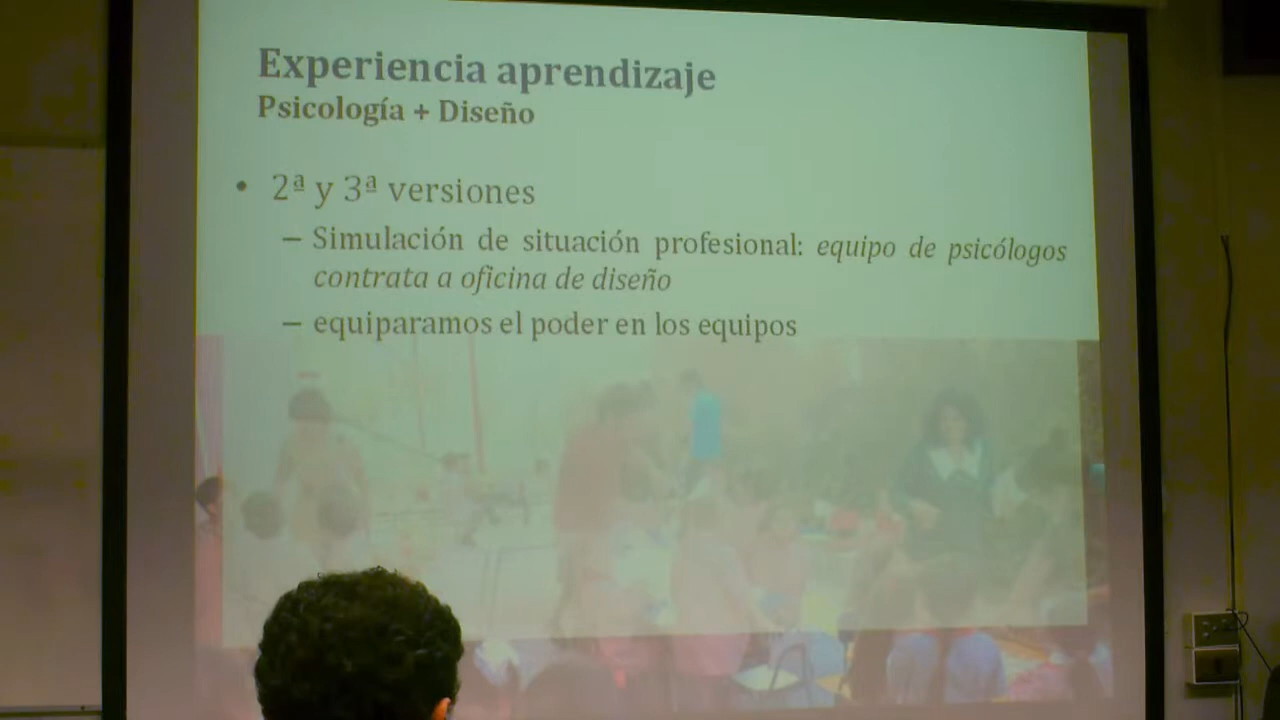 Experiencia aprendizaje
Psicología + Diseño
• 2ª y 3ª versiones
– Simulación de situación profesional: equipo de psicólogos
contrata a oficina de diseño
– equiparamos el poder en los equipos